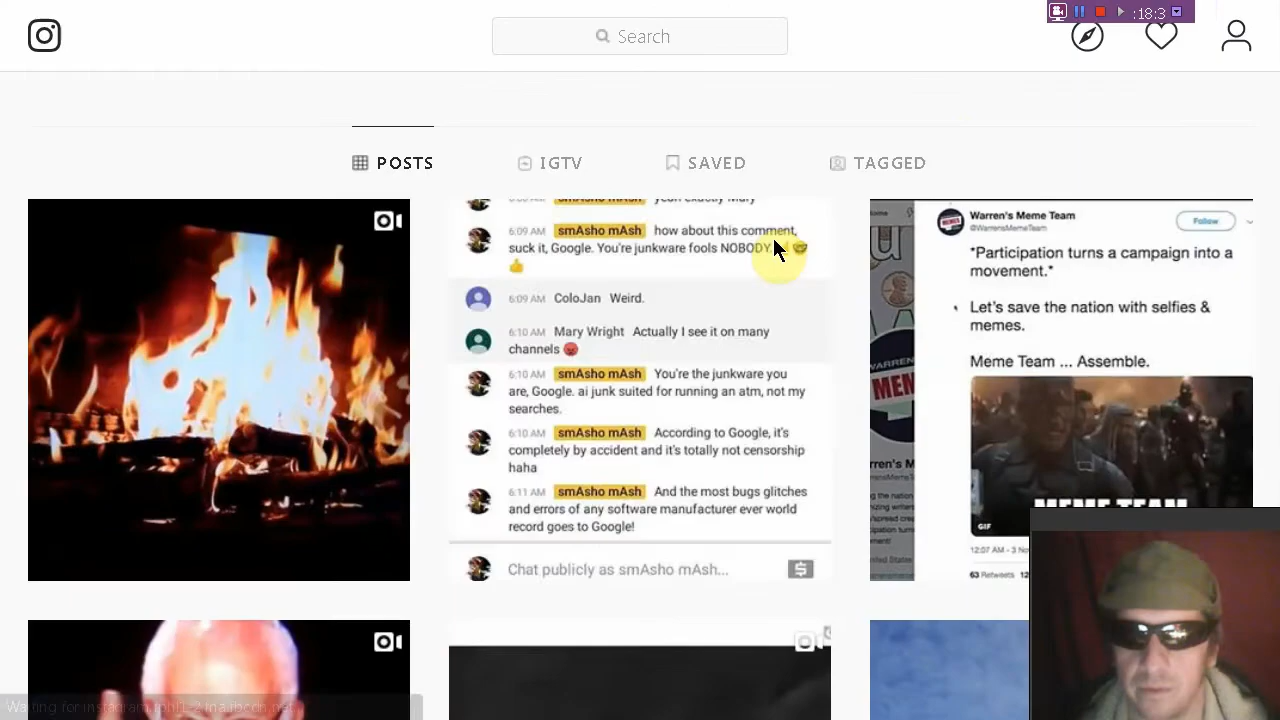 :18:3
Search
POSTS
IGTV
SAVED
TAGGED
6:09 AM smAsho mAsh how about this comment,
suck it, Google. You're junkware fools NOBODY
6:09 AM ColoJan Weird.
6:10 AM Mary Wright Actually I see it on many
channels
6:10 AM smAsho mAsh You're the junkware you
are, Google. ai junk suited for running an atm, not my
searches.
6:10 AM smAsho mAsh According to Google, it's
completely by accident and it's totally not censorship
haha
6:11 AM smAsho mAsh And the most bugs glitches
and errors of any software manufacturer ever world
record goes to Google!
Chat publicly as smAsho mAsh...
$
Warren's Meme Team
@WarrensMemeTeam
Follow
*Participation turns a campaign into a
movement.*
Let's save the nation with selfies &
memes.
Meme Team ... Assemble.
MEME TEAM
GIF
63 Retweets